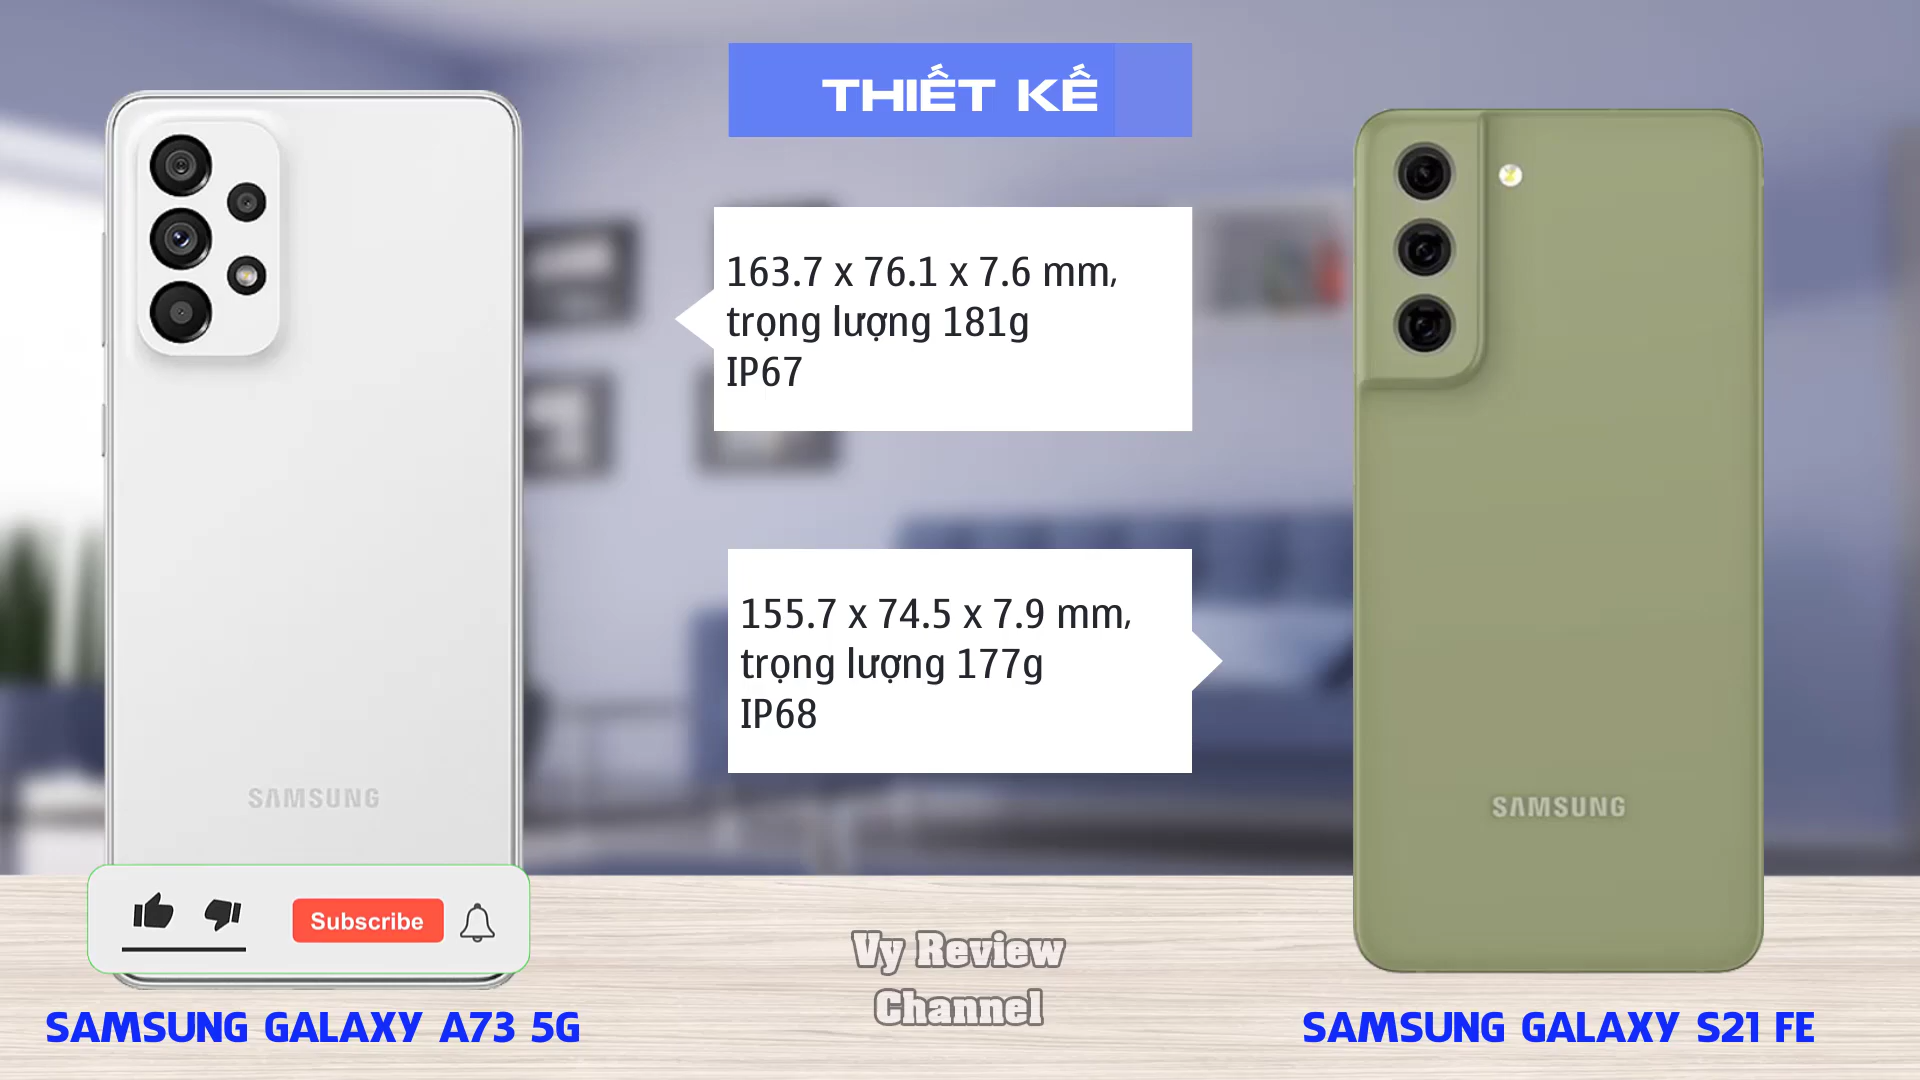 THIẾT KẾ
163.7 x 76.1 x 7.6 mm,
trọng lượng 181g
IP67
155.7 x 74.5 x 7.9 mm,
trọng lượng 177g
IP68
SAMSUNG
SAMSUNG
Subscribe
Vy Review
Channel
SAMSUNG GALAXY A73 5G
SAMSUNG GALAXY S21 FE